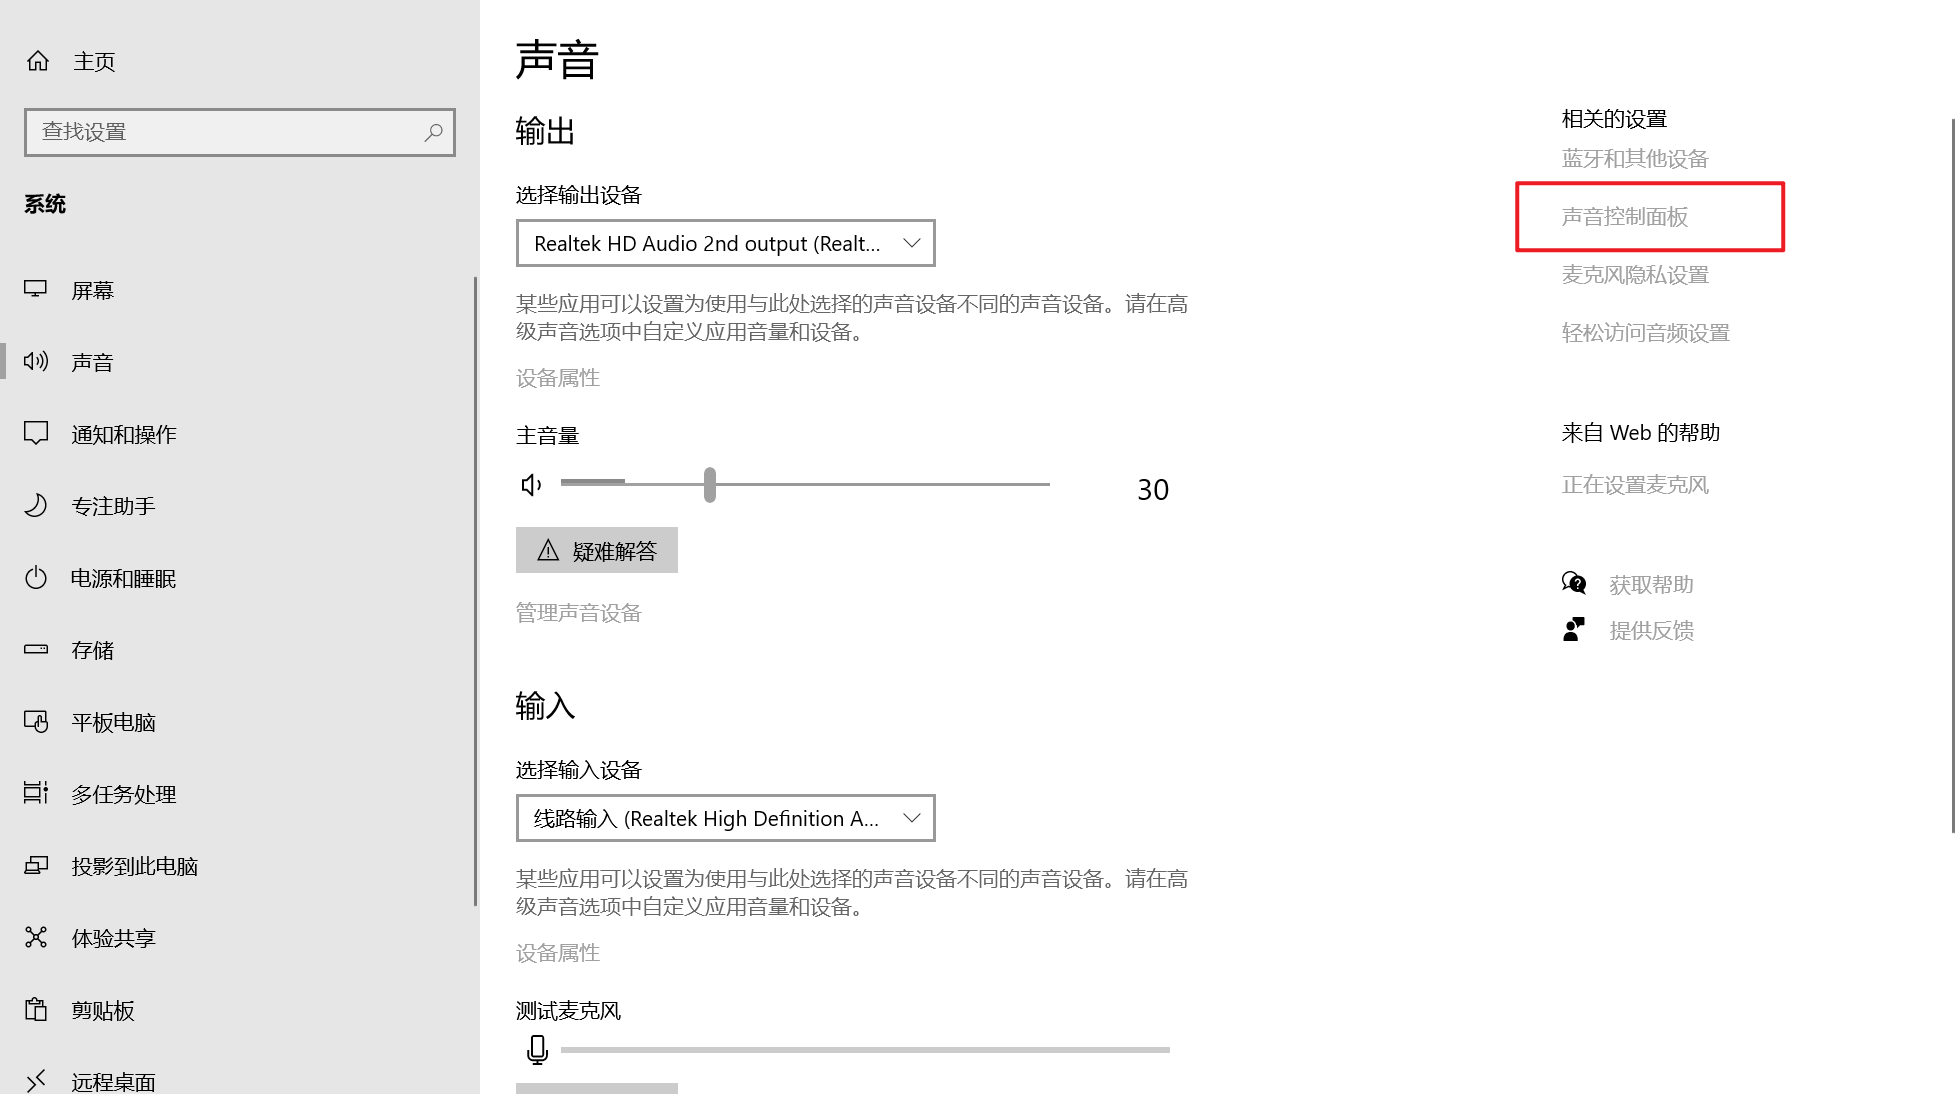 主页
查找设置
系统
屏幕
声音
通知和操作
专注助手
电源和睡眠
存储
平板电脑
多任务处理
投影到此电脑
体验共享
剪贴板
远程桌面
声音
输出
选择输出设备
Realtek HD Audio 2nd output (Realt...
某些应用可以设置为使用与此处选择的声音设备不同的声音设备。请在高
级声音选项中自定义应用音量和设备。
设备属性
主音量
30
疑难解答
管理声音设备
输入
选择输入设备
线路输入 (Realtek High Definition A...
某些应用可以设置为使用与此处选择的声音设备不同的声音设备。请在高
级声音选项中自定义应用音量和设备。
设备属性
测试麦克风
相关的设置
蓝牙和其他设备
声音控制面板
麦克风隐私设置
轻松访问音频设置
来自 Web 的帮助
正在设置麦克风
获取帮助
提供反馈